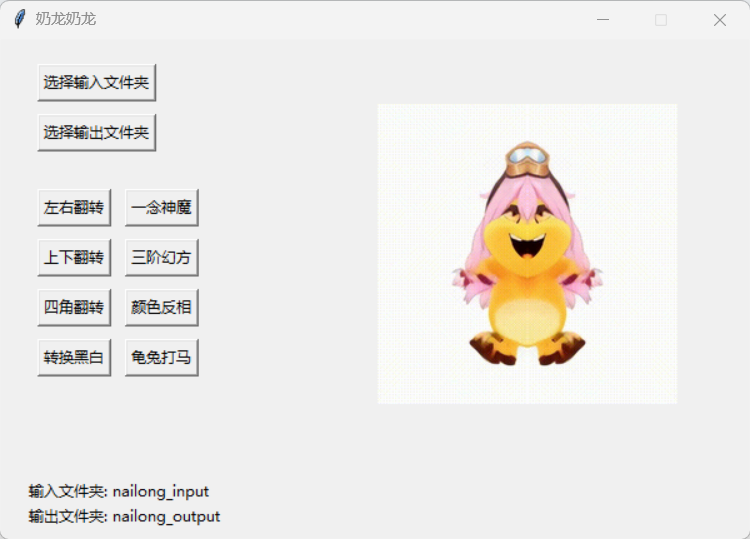 奶龙奶龙
选择输入文件夹
选择输出文件夹
左右翻转 一念神魔
上下翻转 三阶幻方
四角翻转 颜色反相
转换黑白 龟兔打马
输入文件夹: nailong_input
输出文件夹: nailong_output